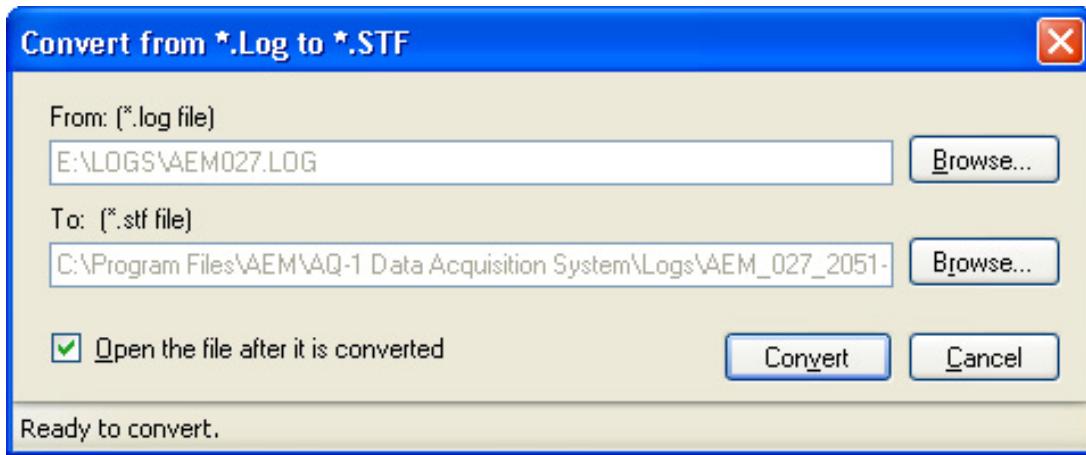 Convert from *.Log to *.STF
From: (*.log file)
E:\LOGS\AEM027.LOG
Browse...
To: (*.stf file)
C:\Program Files\AEM\AQ-1 Data Acquisition System\Logs\AEM_027_2051-
Browse...
Open the file after it is converted
Convert
Cancel
Ready to convert.